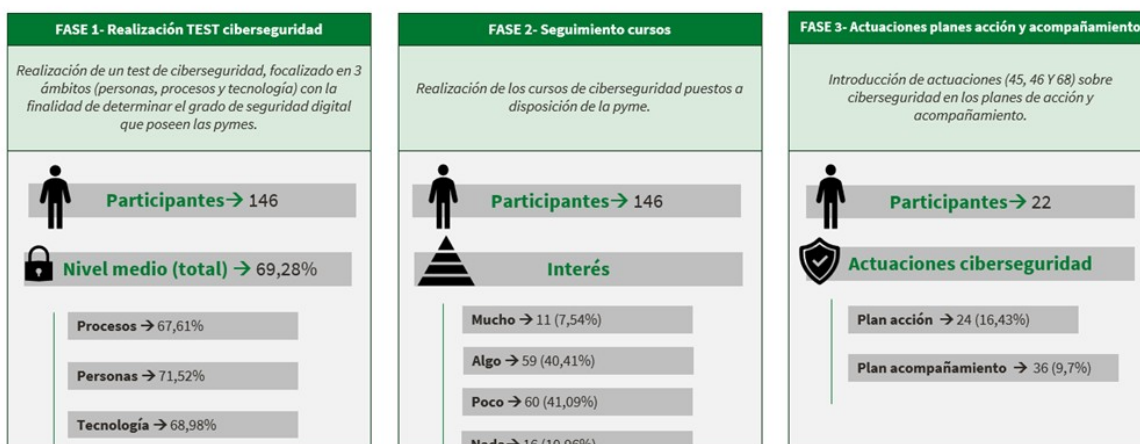 FASE 1- Realización TEST ciberseguridad
Realización de un test de ciberseguridad, focalizado en 3
ámbitos (personas, procesos y tecnología) con la
finalidad de determinar el grado de seguridad digital
que poseen las pymes.
Participantes→ 146
Nivel medio (total) → 69,28%
Procesos → 67,61%
Personas → 71,52%
Tecnología → 68,98%
FASE 2- Seguimiento cursos
Realización de los cursos de ciberseguridad puestos a
disposición de la pyme.
Participantes→ 146
Interés
Mucho → 11 (7,54%)
Algo → 59 (40,41%)
Poco → 60 (41,09%)
Nada → 16 (10,96%)
FASE 3- Actuaciones planes acción y acompañamiento
Introducción de actuaciones (45, 46 Y 68) sobre
ciberseguridad en los planes de acción y
acompañamiento.
Participantes→ 22
Actuaciones ciberseguridad
Plan acción → 24 (16,43%)
Plan acompañamiento → 36 (9,7%)